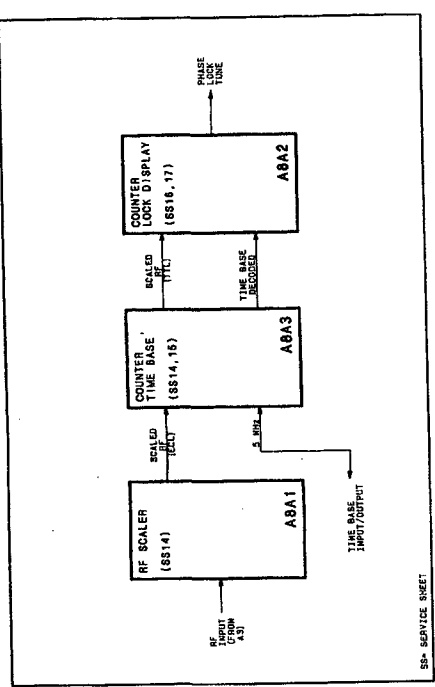 RF
INPUT
(FROM
A3)
RF SCALER
(SS14)
A8A1
SCALED
RF
(ECL)
5 MHz
TIME BASE
INPUT/OUTPUT
COUNTER
TIME BASE
(SS14,15)
A8A3
SCALED
RF
(TTL)
TIME BASE
DECODED
COUNTER
LOCK DISPLAY
(SS16,17)
A8A2
PHASE
LOCK
TUNE
SS= SERVICE SHEET